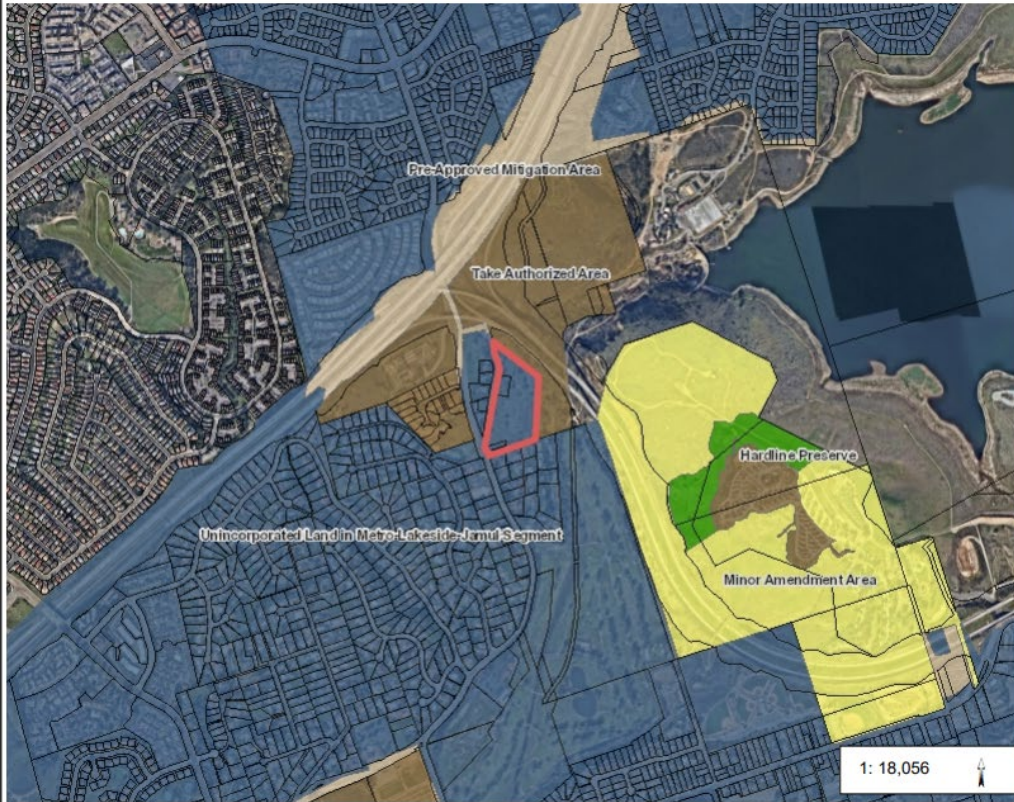 Pre-Approved Mitigation Area
Take Authorized Area
Hardline Preserve
Unincorporated Land in Metro-Lakeside-Jamul Segment
Minor Amendment Area
1: 18,056